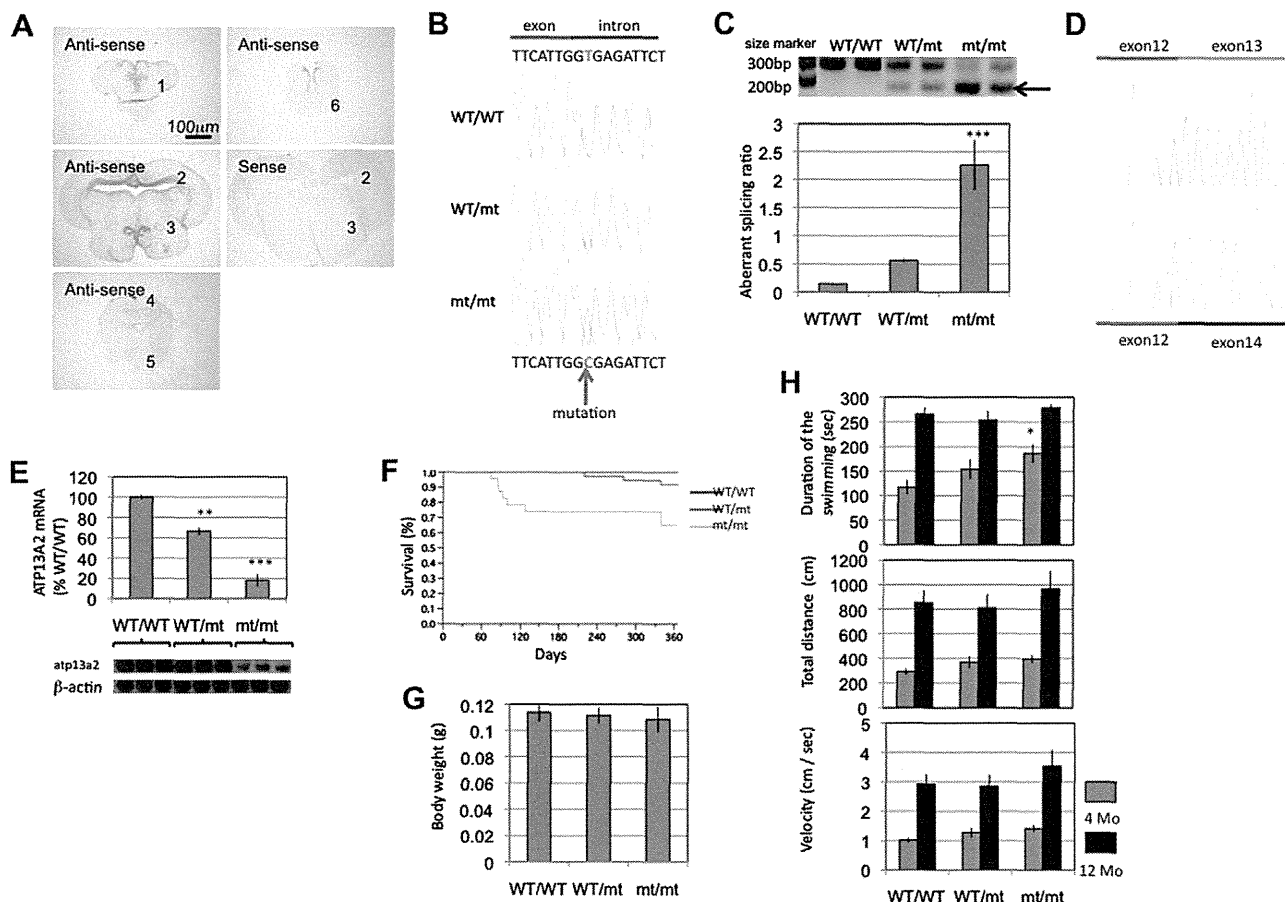 A
Anti-sense
1
100μm
Anti-sense
6
Anti-sense
2
3
Sense
2
3
Anti-sense
4
5
B
exon intron
TTCATTGGTGAGATTCT
WT/WT
WT/mt
mt/mt
TTCATTGGCGAGATTCT
mutation
C
size marker WT/WT WT/mt mt/mt
300bp
200bp
Aberrant splicing ratio
3
2.5
2
1.5
1
0.5
0
***
WT/WT WT/mt mt/mt
D
exon12 exon13
exon12 exon14
E
ATP13A2 mRNA
(% WT/WT)
120
100
80
60
40
20
0
**
***
WT/WT WT/mt mt/mt
atp13a2
β-actin
F
Survival (%)
1.0
0.9
0.8
0.7
0.6
0.5
0.4
0.3
0.2
0.1
0.0
0 60 120 180 240 300 360
Days
WT/WT
WT/mt
mt/mt
G
Body weight (g)
0.12
0.1
0.08
0.06
0.04
0.02
0
WT/WT WT/mt mt/mt
H
Duration of the
swimming (sec)
300
250
200
150
100
50
0
*
Total distance (cm)
1200
1000
800
600
400
200
0
Velocity (cm / sec)
5
4
3
2
1
0
WT/WT WT/mt mt/mt
4 Mo
12 Mo